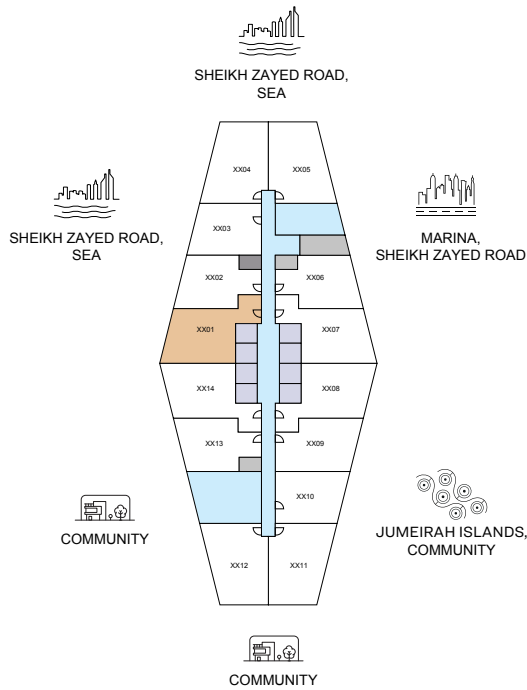 SHEIKH ZAYED ROAD,
SEA
XX04
XX05
SHEIKH ZAYED ROAD,
SEA
XX03
MARINA,
SHEIKH ZAYED ROAD
XX02
XX06
XX01
XX07
XX14
XX08
XX13
XX09
XX10
COMMUNITY
JUMEIRAH ISLANDS,
COMMUNITY
XX12
XX11
COMMUNITY